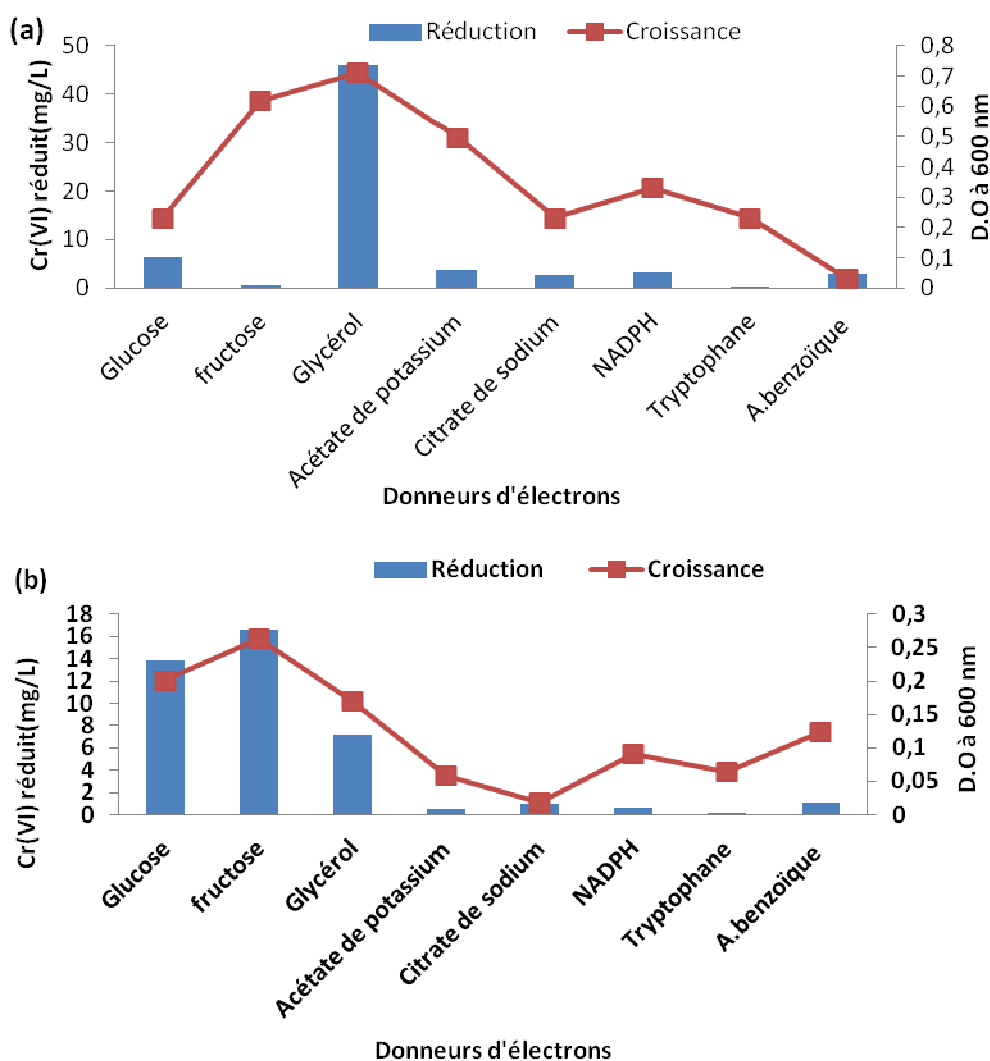 (a)
Réduction
Croissance
Cr(VI) réduit(mg/L)
50
40
30
20
10
0
0,8
0,7
0,6
0,5
0,4
0,3
0,2
0,1
0
D.O à 600 nm
Glucose
fructose
Glycérol
Acétate de potassium
Citrate de sodium
NADPH
Tryptophane
A.benzoïque
Donneurs d'électrons
(b)
Réduction
Croissance
Cr(VI) réduit(mg/L)
18
16
14
12
10
8
6
4
2
0
0,3
0,25
0,2
0,15
0,1
0,05
0
D.O à 600 nm
Glucose
fructose
Glycérol
Acétate de potassium
Citrate de sodium
NADPH
Tryptophane
A.benzoïque
Donneurs d'électrons